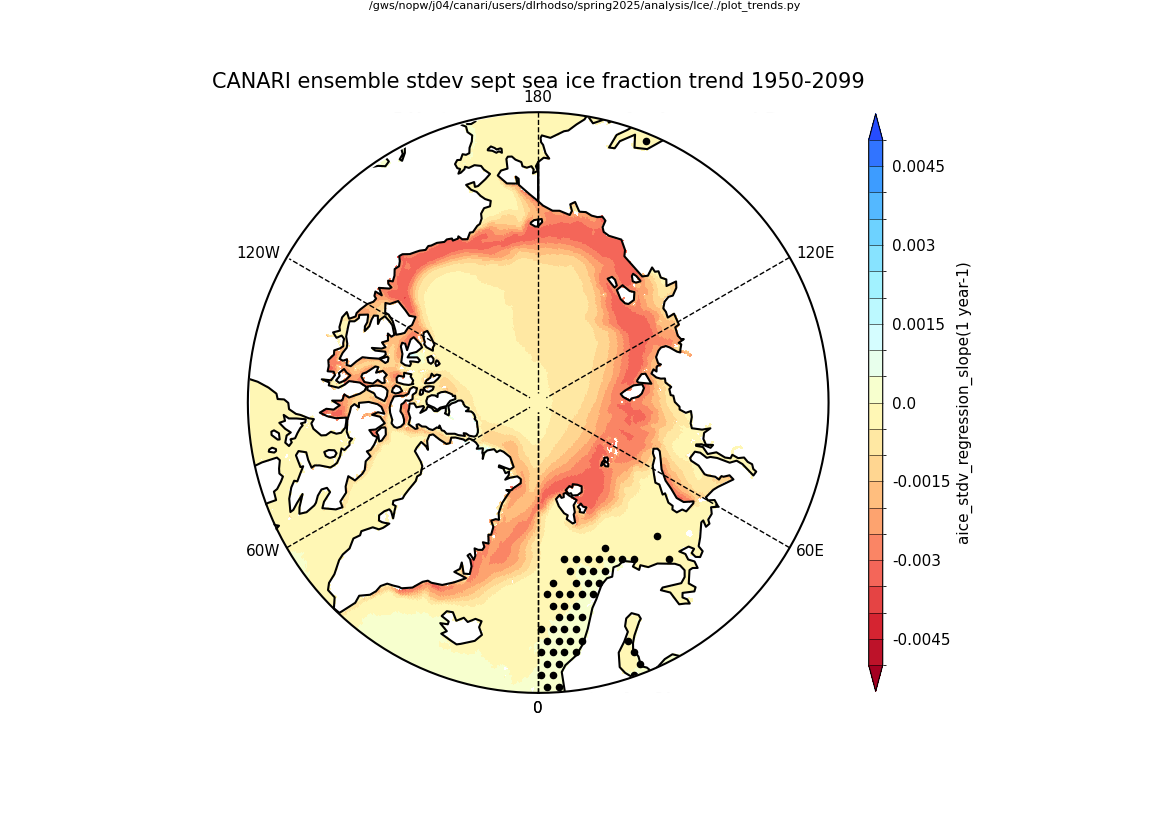 /gws/nopw/j04/canari/users/dlrhodso/spring2025/analysis/Ice/./plot_trends.py
CANARI ensemble stdev sept sea ice fraction trend 1950-2099
180
120W
120E
60W
60E
0
0.0045
0.003
0.0015
0.0
-0.0015
-0.003
-0.0045
aice_stdv_regression_slope(1 year-1)